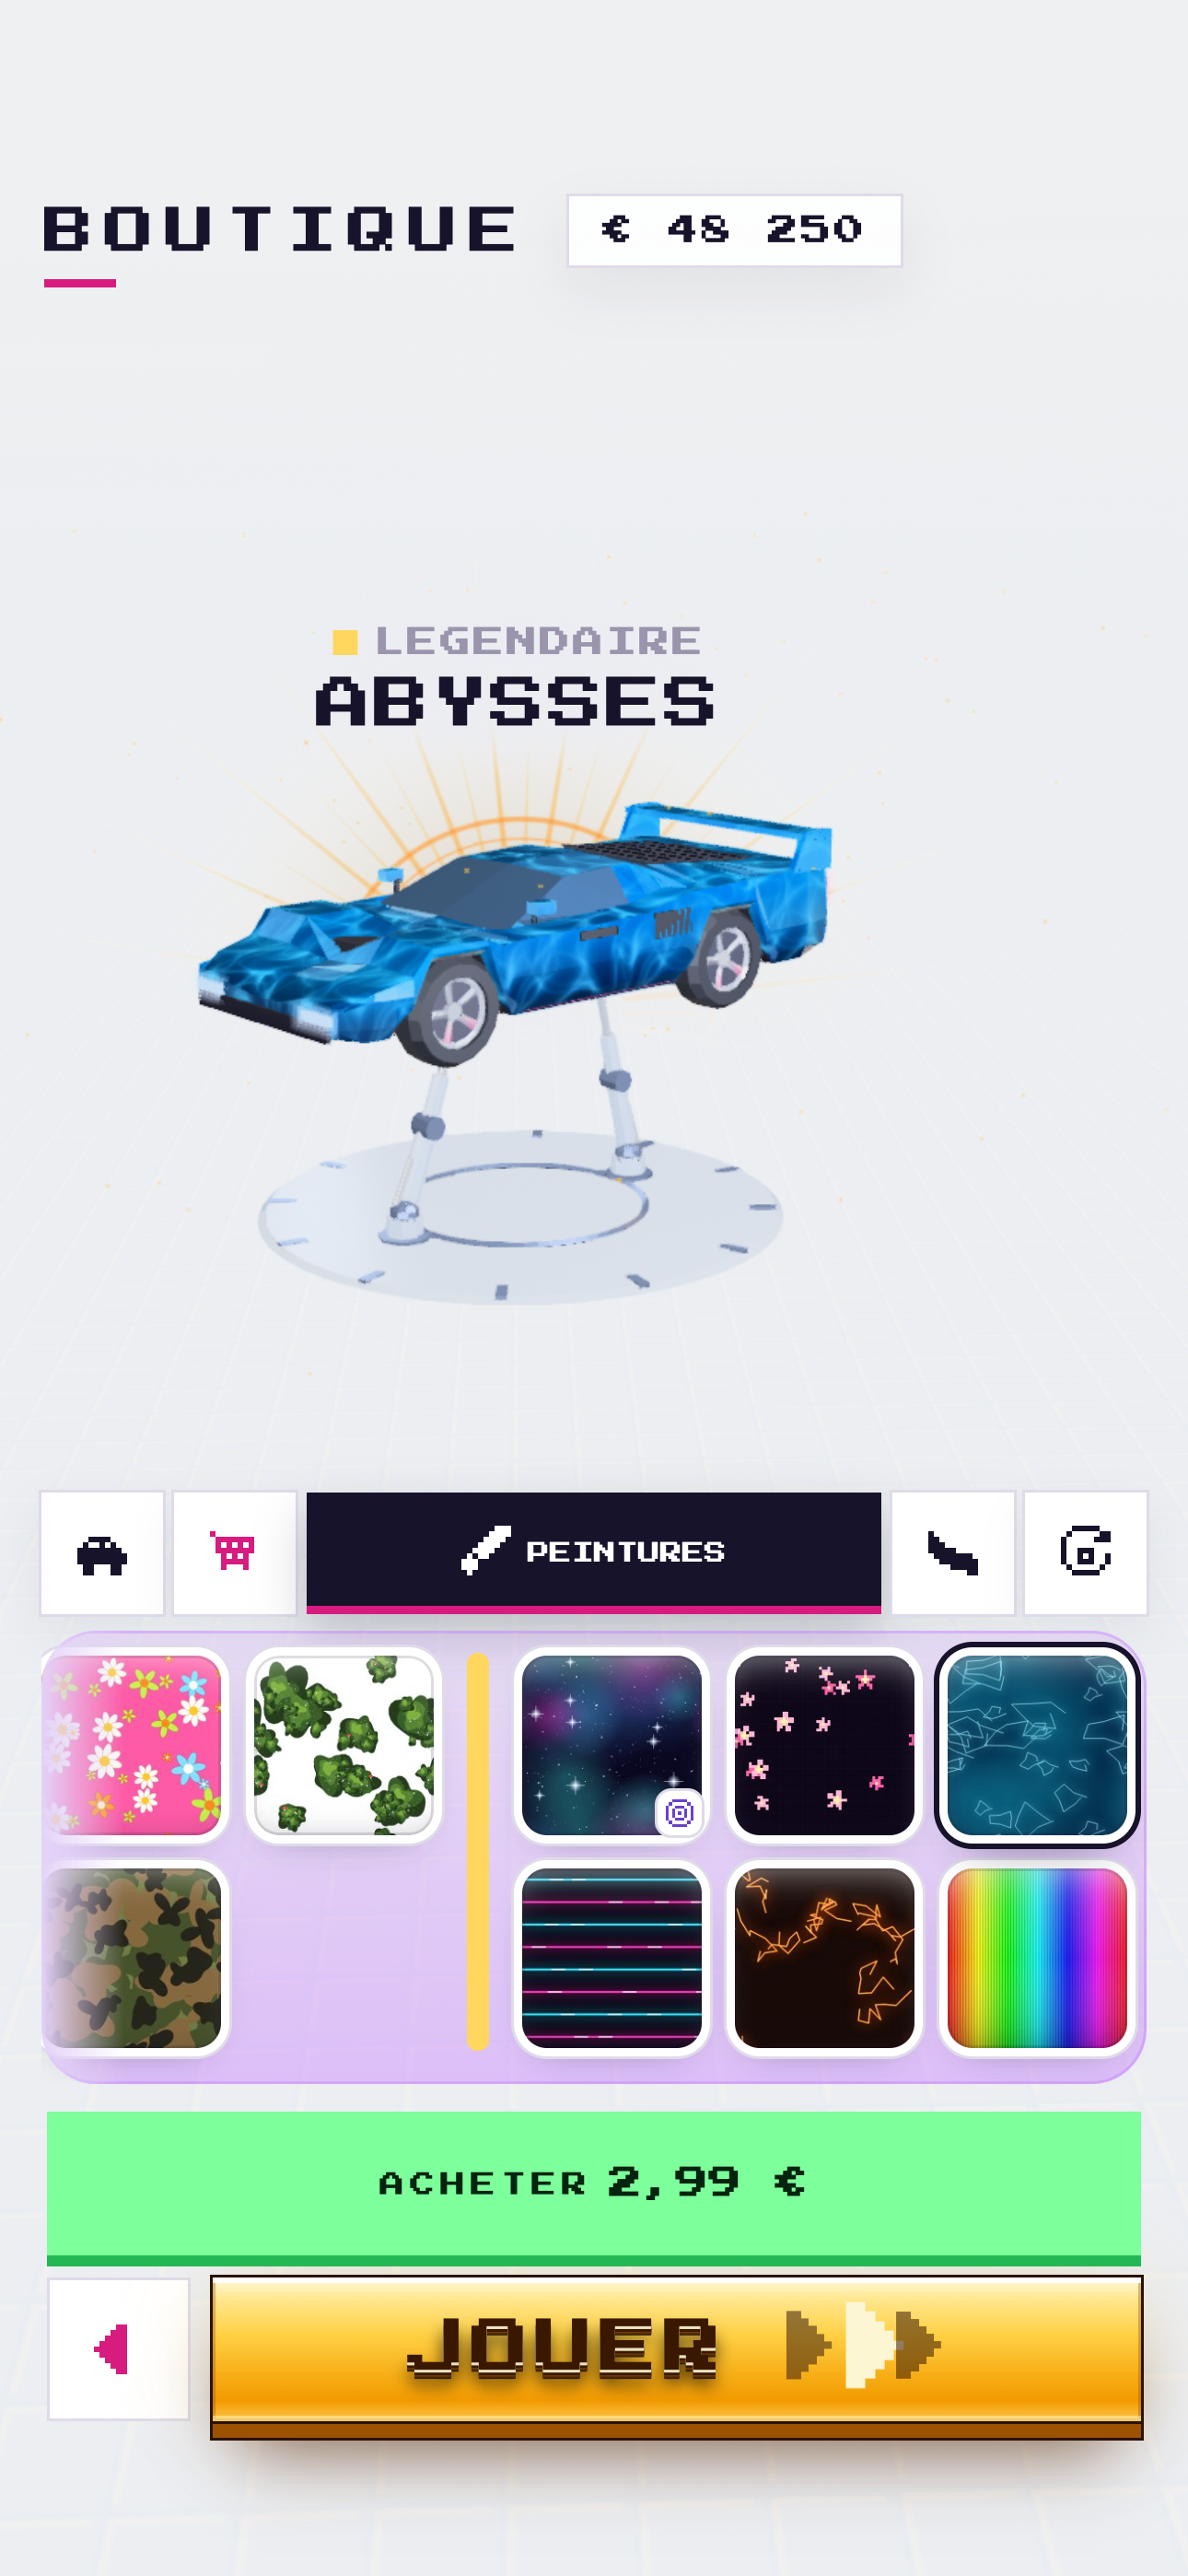 BOUTIQUE
€ 48 250
LEGENDAIRE
ABYSSES
PEINTURES
ACHETER 2,99 €
JOUER